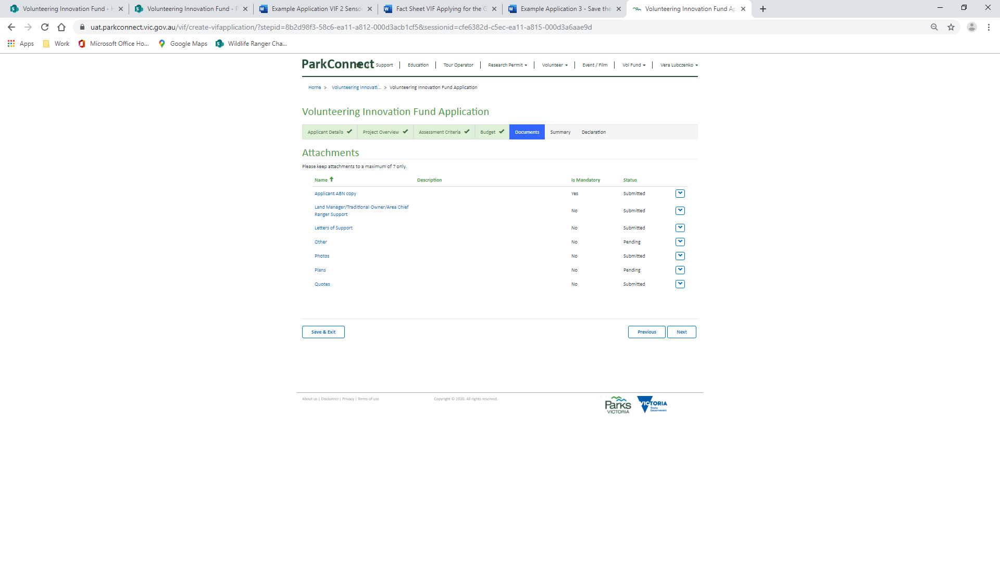 Volunteering Innovation Fund - H
Volunteering Innovation Fund - P
Example Application VIF 2 Senso
Fact Sheet VIF Applying for the G
Example Application 3 - Save the
Volunteering Innovation Fund Ap
uat.parkconnect.vic.gov.au/vif/create-vifapplication/?stepid=8b2d98f3-58c6-ea11-a812-000d3acb1cf5&sessionid=cfe6382d-c5ec-ea11-a815-000d3a6aae9d
Apps Work Microsoft Office Ho... Google Maps Wildlife Ranger Cha...
ParkConnect Support Education Tour Operator Research Permit Volunteer Event / Film Vol Fund Vera Lubczenko
Home > Volunteering Innovati... > Volunteering Innovation Fund Application
Volunteering Innovation Fund Application
Applicant Details Project Overview Assessment Criteria Budget Documents Summary Declaration
Attachments
Please keep attachments to a maximum of 7 only.
Name Description Is Mandatory Status
Applicant ABN copy Yes Submitted
Land Manager/Traditional Owner/Area Chief
Ranger Support No Submitted
Letters of Support No Submitted
Other No Pending
Photos No Submitted
Plans No Pending
Quotes No Submitted
Save & Exit Previous Next
About us | Disclaimer | Privacy | Terms of use Copyright © 2020. All rights reserved.
Parks
VICTORIA
VICTORIA
State
Government